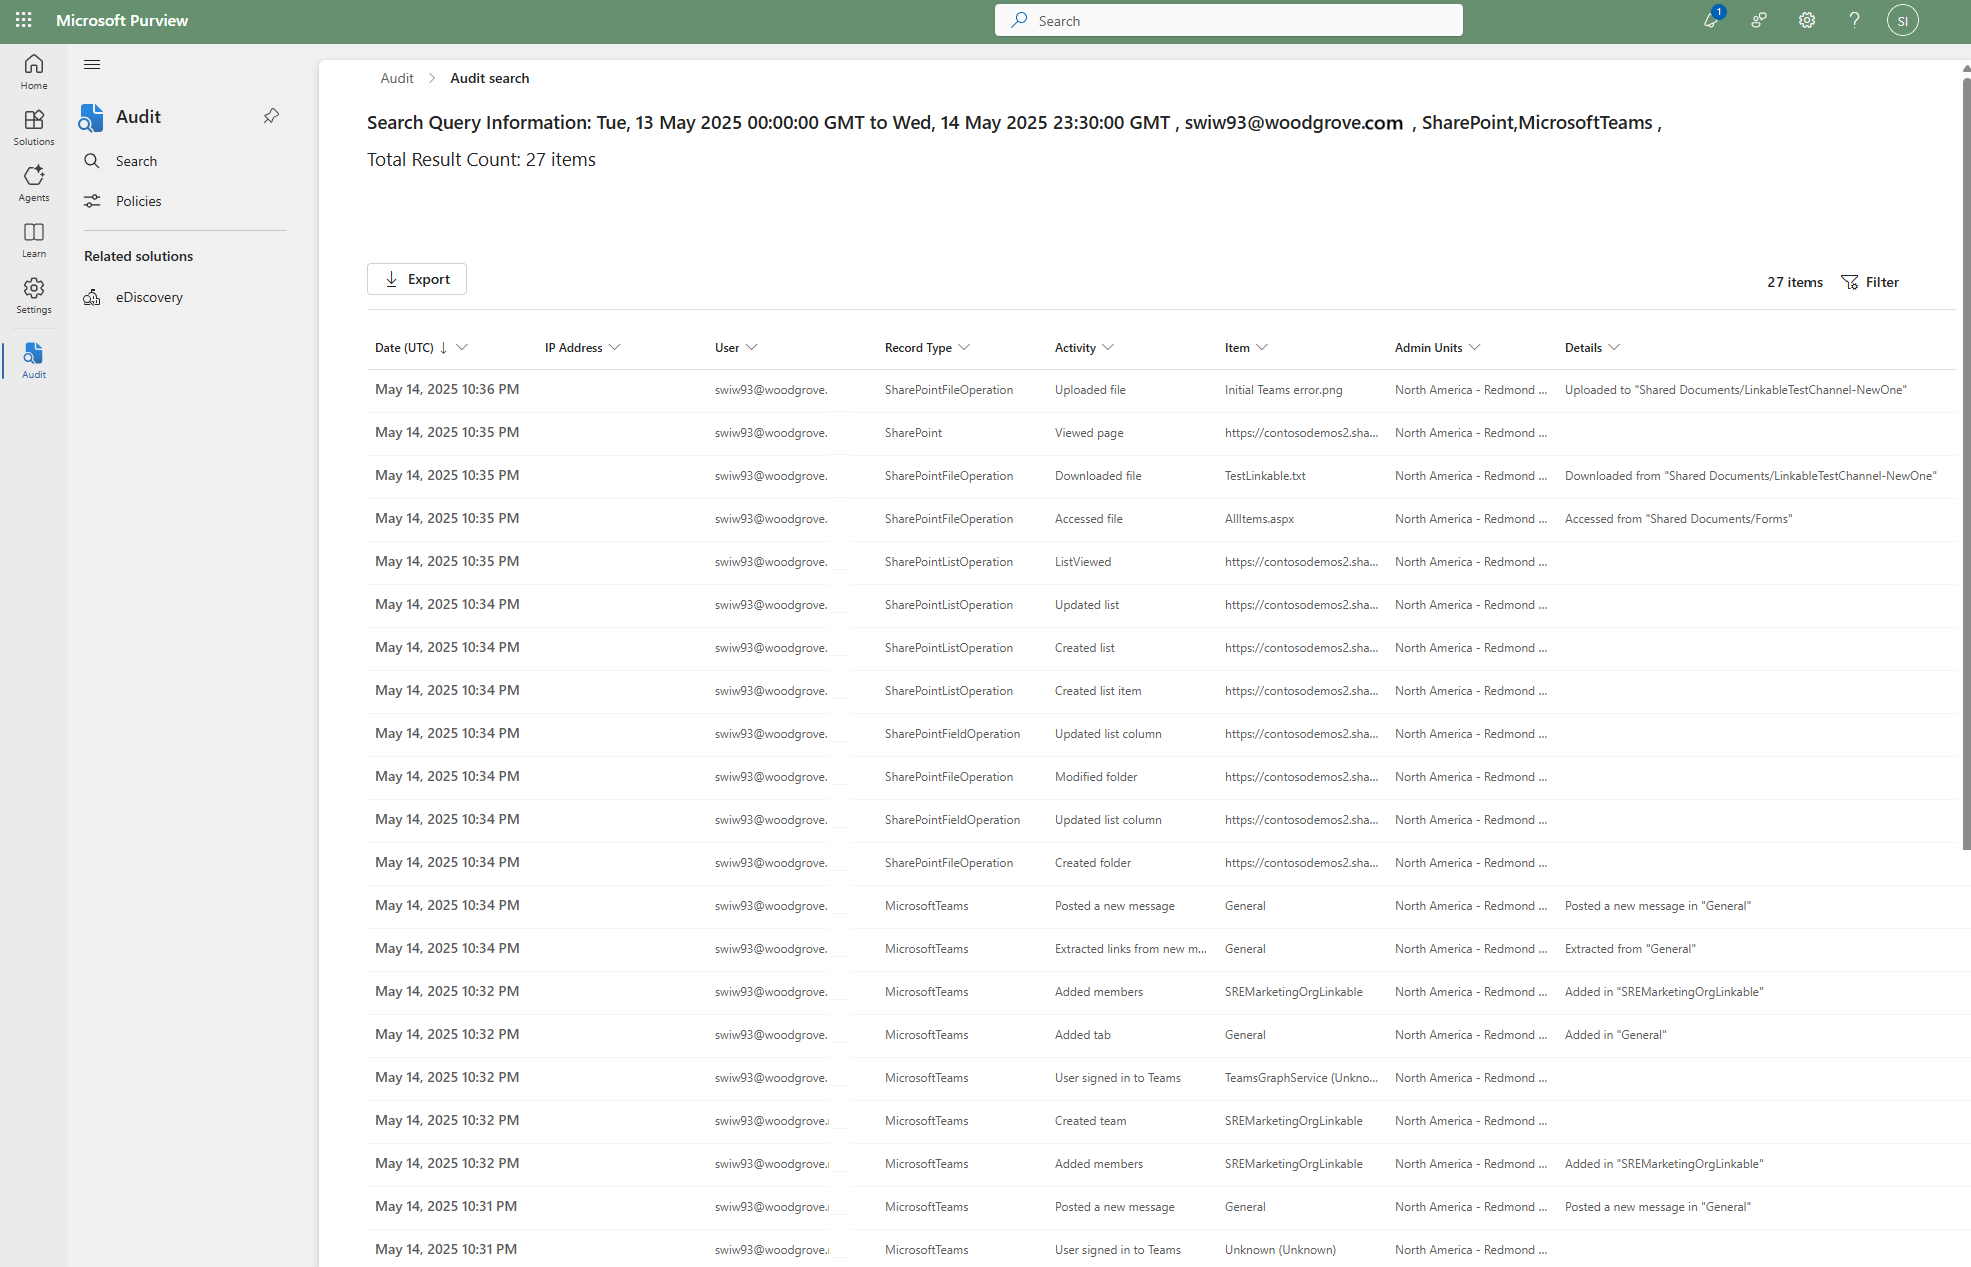 Microsoft Purview
Search
1
SI
Home
Solutions
Agents
Learn
Settings
Audit
Audit
Search
Policies
Related solutions
eDiscovery
Audit > Audit search
Search Query Information: Tue, 13 May 2025 00:00:00 GMT to Wed, 14 May 2025 23:30:00 GMT , swiw93@woodgrove.com , SharePoint,MicrosoftTeams ,
Total Result Count: 27 items
Export
27 items Filter
Date (UTC) ↓ IP Address User Record Type Activity Item Admin Units Details
May 14, 2025 10:36 PM swiw93@woodgrove. SharePointFileOperation Uploaded file Initial Teams error.png North America - Redmond ... Uploaded to "Shared Documents/LinkableTestChannel-NewOne"
May 14, 2025 10:35 PM swiw93@woodgrove. SharePoint Viewed page https://contosodemos2.sha... North America - Redmond ...
May 14, 2025 10:35 PM swiw93@woodgrove. SharePointFileOperation Downloaded file TestLinkable.txt North America - Redmond ... Downloaded from "Shared Documents/LinkableTestChannel-NewOne"
May 14, 2025 10:35 PM swiw93@woodgrove. SharePointFileOperation Accessed file AllItems.aspx North America - Redmond ... Accessed from "Shared Documents/Forms"
May 14, 2025 10:35 PM swiw93@woodgrove. SharePointListOperation ListViewed https://contosodemos2.sha... North America - Redmond ...
May 14, 2025 10:34 PM swiw93@woodgrove. SharePointListOperation Updated list https://contosodemos2.sha... North America - Redmond ...
May 14, 2025 10:34 PM swiw93@woodgrove. SharePointListOperation Created list https://contosodemos2.sha... North America - Redmond ...
May 14, 2025 10:34 PM swiw93@woodgrove. SharePointListOperation Created list item https://contosodemos2.sha... North America - Redmond ...
May 14, 2025 10:34 PM swiw93@woodgrove. SharePointFieldOperation Updated list column https://contosodemos2.sha... North America - Redmond ...
May 14, 2025 10:34 PM swiw93@woodgrove. SharePointFileOperation Modified folder https://contosodemos2.sha... North America - Redmond ...
May 14, 2025 10:34 PM swiw93@woodgrove. SharePointFieldOperation Updated list column https://contosodemos2.sha... North America - Redmond ...
May 14, 2025 10:34 PM swiw93@woodgrove. SharePointFileOperation Created folder https://contosodemos2.sha... North America - Redmond ...
May 14, 2025 10:34 PM swiw93@woodgrove. MicrosoftTeams Posted a new message General North America - Redmond ... Posted a new message in "General"
May 14, 2025 10:34 PM swiw93@woodgrove. MicrosoftTeams Extracted links from new m... General North America - Redmond ... Extracted from "General"
May 14, 2025 10:32 PM swiw93@woodgrove. MicrosoftTeams Added members SREMarketingOrgLinkable North America - Redmond ... Added in "SREMarketingOrgLinkable"
May 14, 2025 10:32 PM swiw93@woodgrove. MicrosoftTeams Added tab General North America - Redmond ... Added in "General"
May 14, 2025 10:32 PM swiw93@woodgrove. MicrosoftTeams User signed in to Teams TeamsGraphService (Unkno... North America - Redmond ...
May 14, 2025 10:32 PM swiw93@woodgrove. MicrosoftTeams Created team SREMarketingOrgLinkable North America - Redmond ...
May 14, 2025 10:32 PM swiw93@woodgrove. MicrosoftTeams Added members SREMarketingOrgLinkable North America - Redmond ... Added in "SREMarketingOrgLinkable"
May 14, 2025 10:31 PM swiw93@woodgrove. MicrosoftTeams Posted a new message General North America - Redmond ... Posted a new message in "General"
May 14, 2025 10:31 PM swiw93@woodgrove. MicrosoftTeams User signed in to Teams Unknown (Unknown) North America - Redmond ...